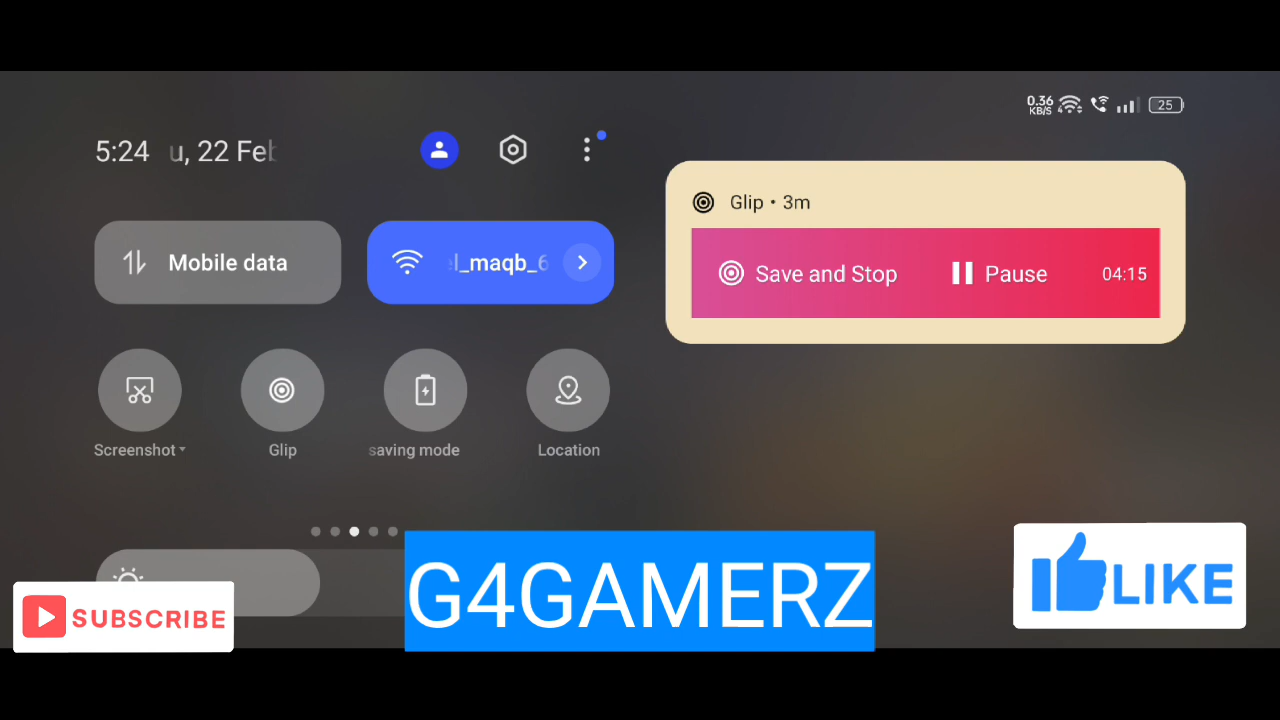 0.36
KB/S
25
5:24 u, 22 Feb
Glip • 3m
Mobile data
l_maqb_6
Save and Stop
Pause
04:15
Screenshot
Glip
saving mode
Location
G4GAMERZ
LIKE
SUBSCRIBE